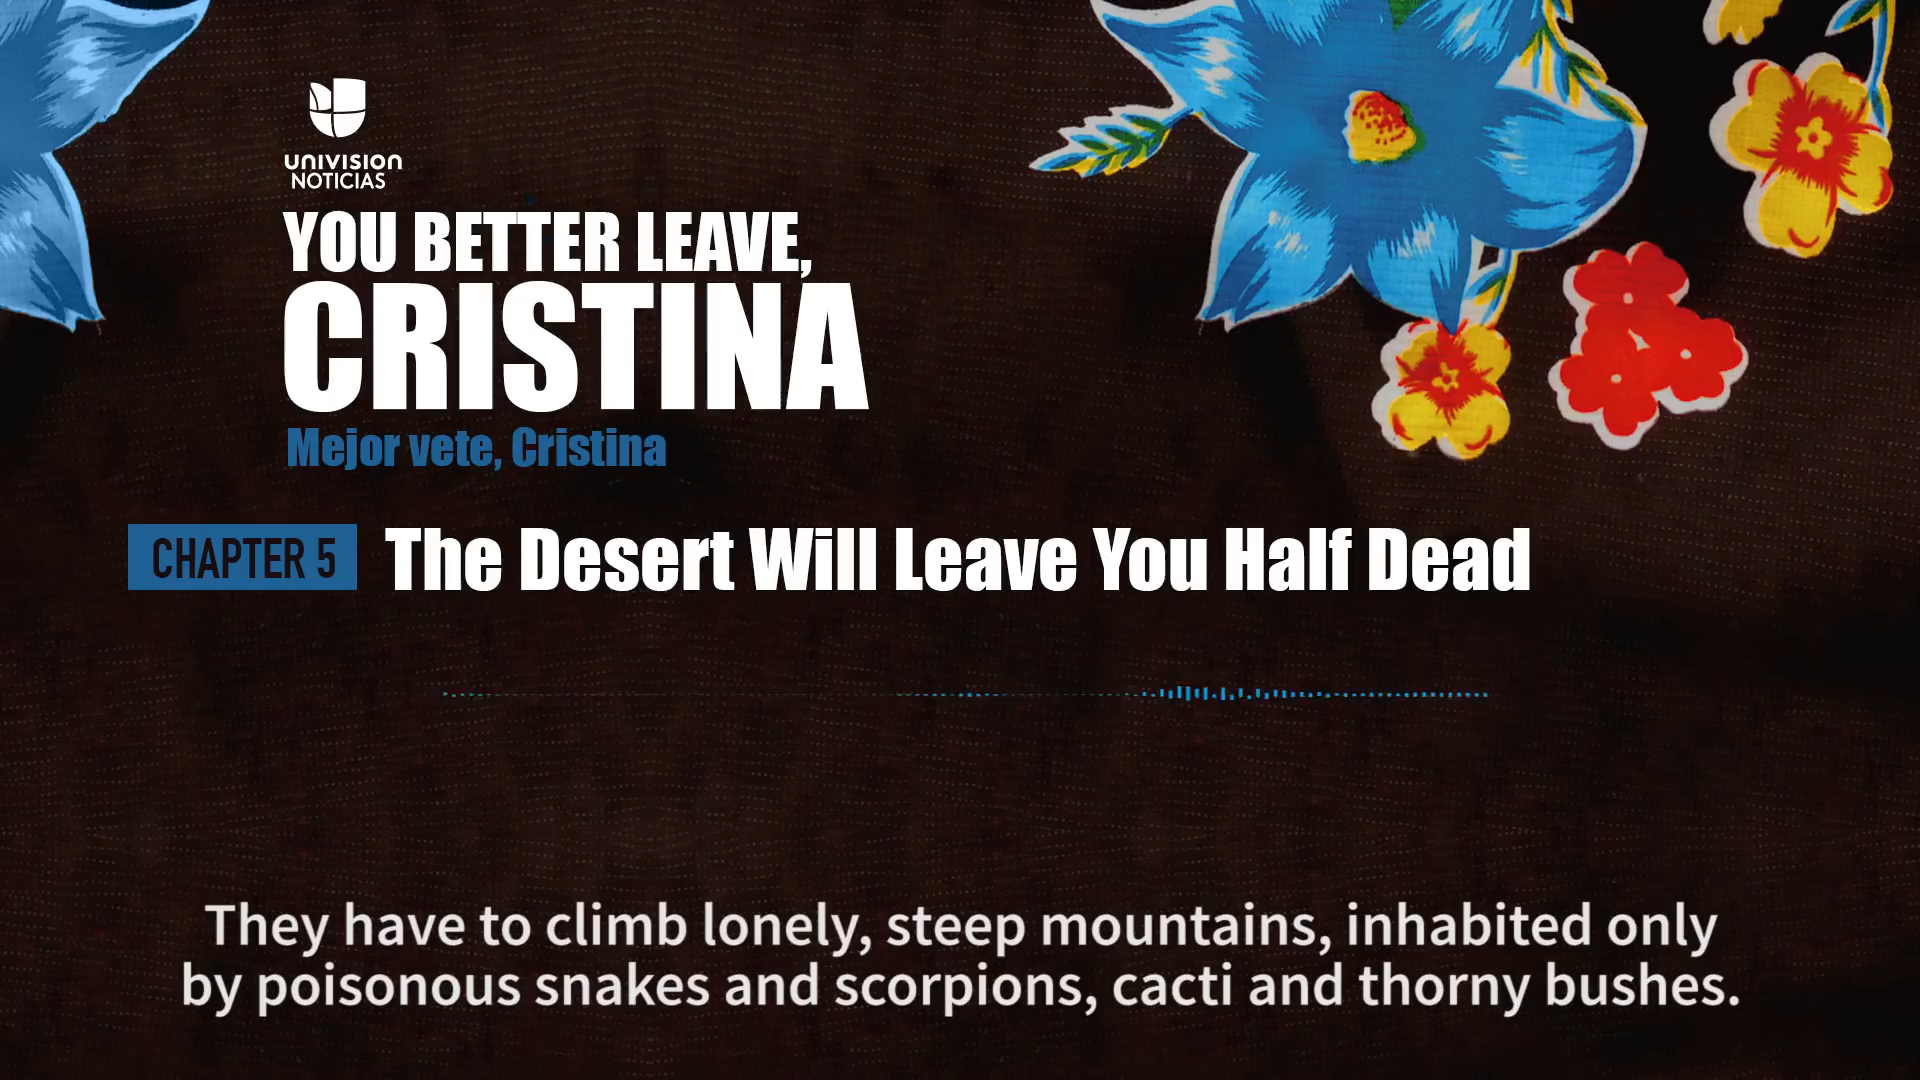 univision
NOTICIAS
YOU BETTER LEAVE,
CRISTINA
Mejor vete, Cristina
CHAPTER 5 The Desert Will Leave You Half Dead
They have to climb lonely, steep mountains, inhabited only
by poisonous snakes and scorpions, cacti and thorny bushes.